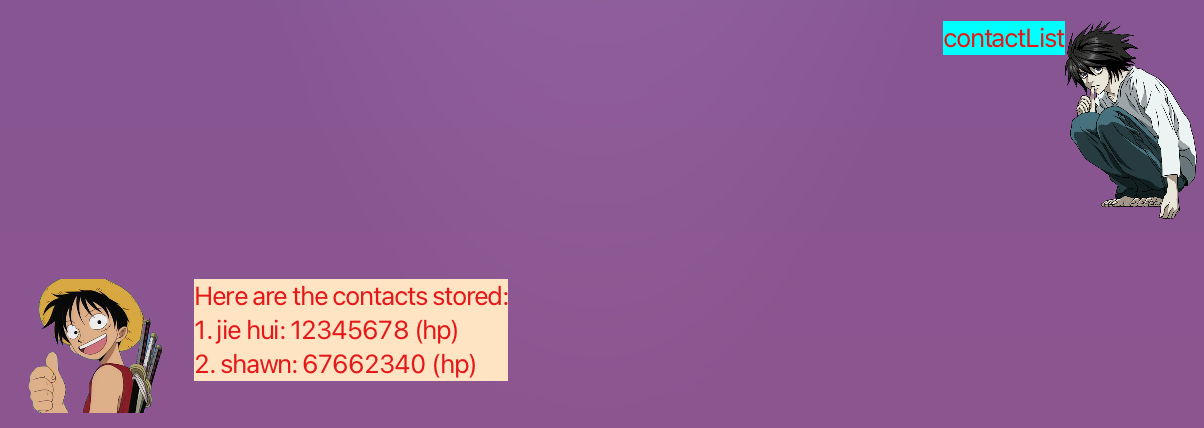 contactList
Here are the contacts stored:
1. jie hui: 12345678 (hp)
2. shawn: 67662340 (hp)